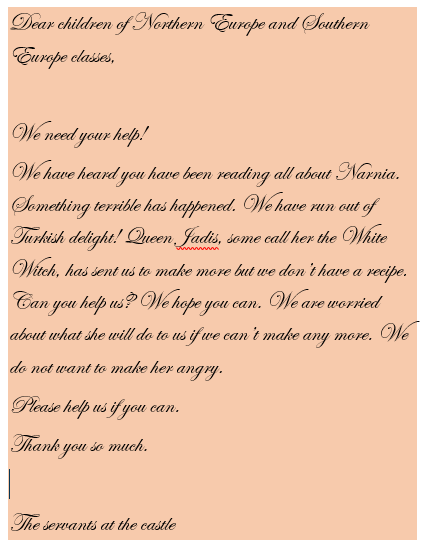 Dear children of Northern Europe and Southern
Europe classes,
We need your help!
We have heard you have been reading all about Narnia.
Something terrible has happened. We have run out of
Turkish delight! Queen Jadis, some call her the White
Witch, has sent us to make more but we don't have a recipe.
Can you help us? We hope you can. We are worried
about what she will do to us if we can't make any more. We
do not want to make her angry.
Please help us if you can.
Thank you so much.
The servants at the castle